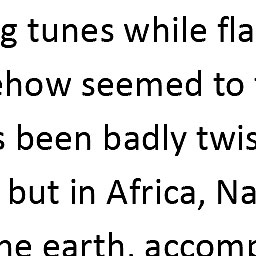 g tunes while fla
ehow seemed to
s been badly twis
but in Africa, Na
he earth, accomp